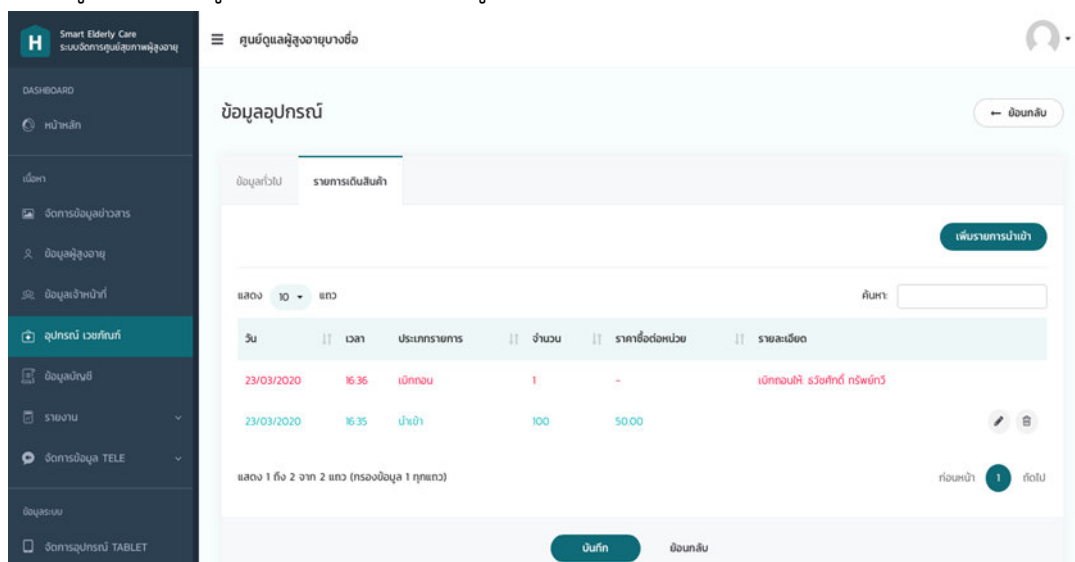 Smart Elderly Care
ระบบจัดการศูนย์สุขภาพผู้สูงอายุ
ศูนย์ดูแลผู้สูงอายุบางซื่อ
DASHBOARD
หน้าหลัก
เนื้อหา
จัดการข้อมูลข่าวสาร
ข้อมูลผู้สูงอายุ
ข้อมูลเจ้าหน้าที่
อุปกรณ์ เวชภัณฑ์
ข้อมูลบัญชี
รายงาน
จัดการข้อมูล TELE
ข้อมูลระบบ
จัดการอุปกรณ์ TABLET
ข้อมูลอุปกรณ์
← ย้อนกลับ
ข้อมูลทั่วไป รายการเดินสินค้า
เพิ่มรายการนำเข้า
แสดง 10 แถว ค้นหา:
วัน เวลา ประเภทรายการ จำนวน ราคาซื้อต่อหน่วย รายละเอียด
23/03/2020 16:36 เบิกถอน 1 - เบิกถอนให้: ธวัชศักดิ์ ทรัพย์ทวี
23/03/2020 16:35 นำเข้า 100 50.00
แสดง 1 ถึง 2 จาก 2 แถว (กรองข้อมูล 1 ทุกแถว) ก่อนหน้า 1 ถัดไป
บันทึก ย้อนกลับ